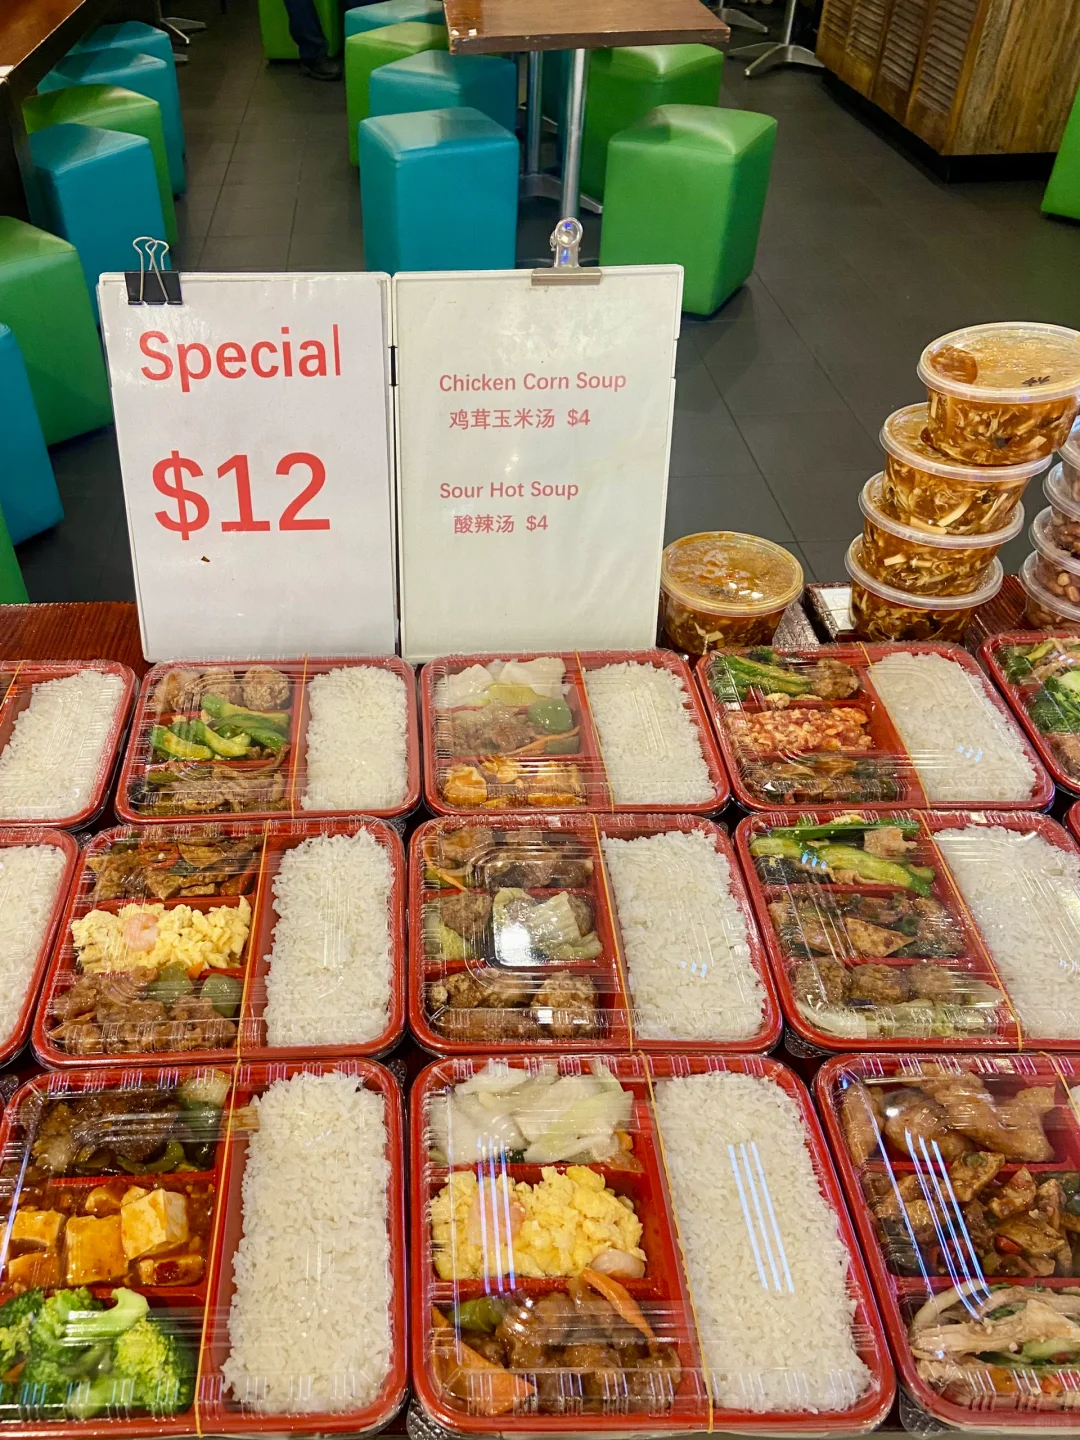 Special
$12
Chicken Corn Soup
鸡茸玉米汤 $4
Sour Hot Soup
酸辣汤 $4